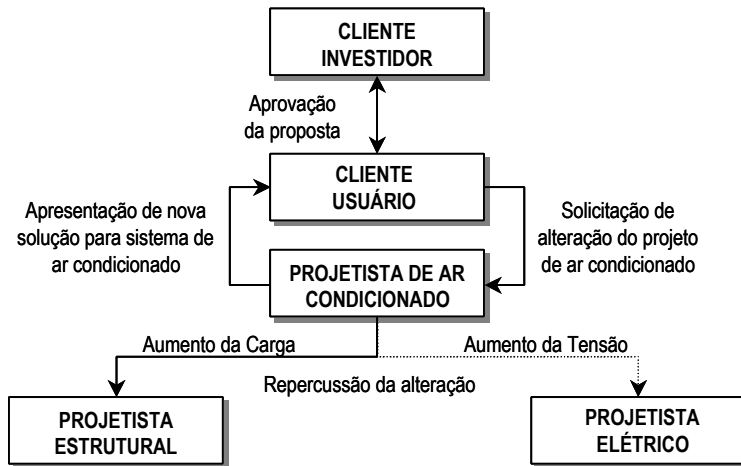 CLIENTE
INVESTIDOR
Aprovação
da proposta
CLIENTE
USUÁRIO
Apresentação de nova
solução para sistema de
ar condicionado
Solicitação de
alteração do projeto
de ar condicionado
PROJETISTA DE AR
CONDICIONADO
Aumento da Carga
Aumento da Tensão
Repercussão da alteração
PROJETISTA
ESTRUTURAL
PROJETISTA
ELÉTRICO